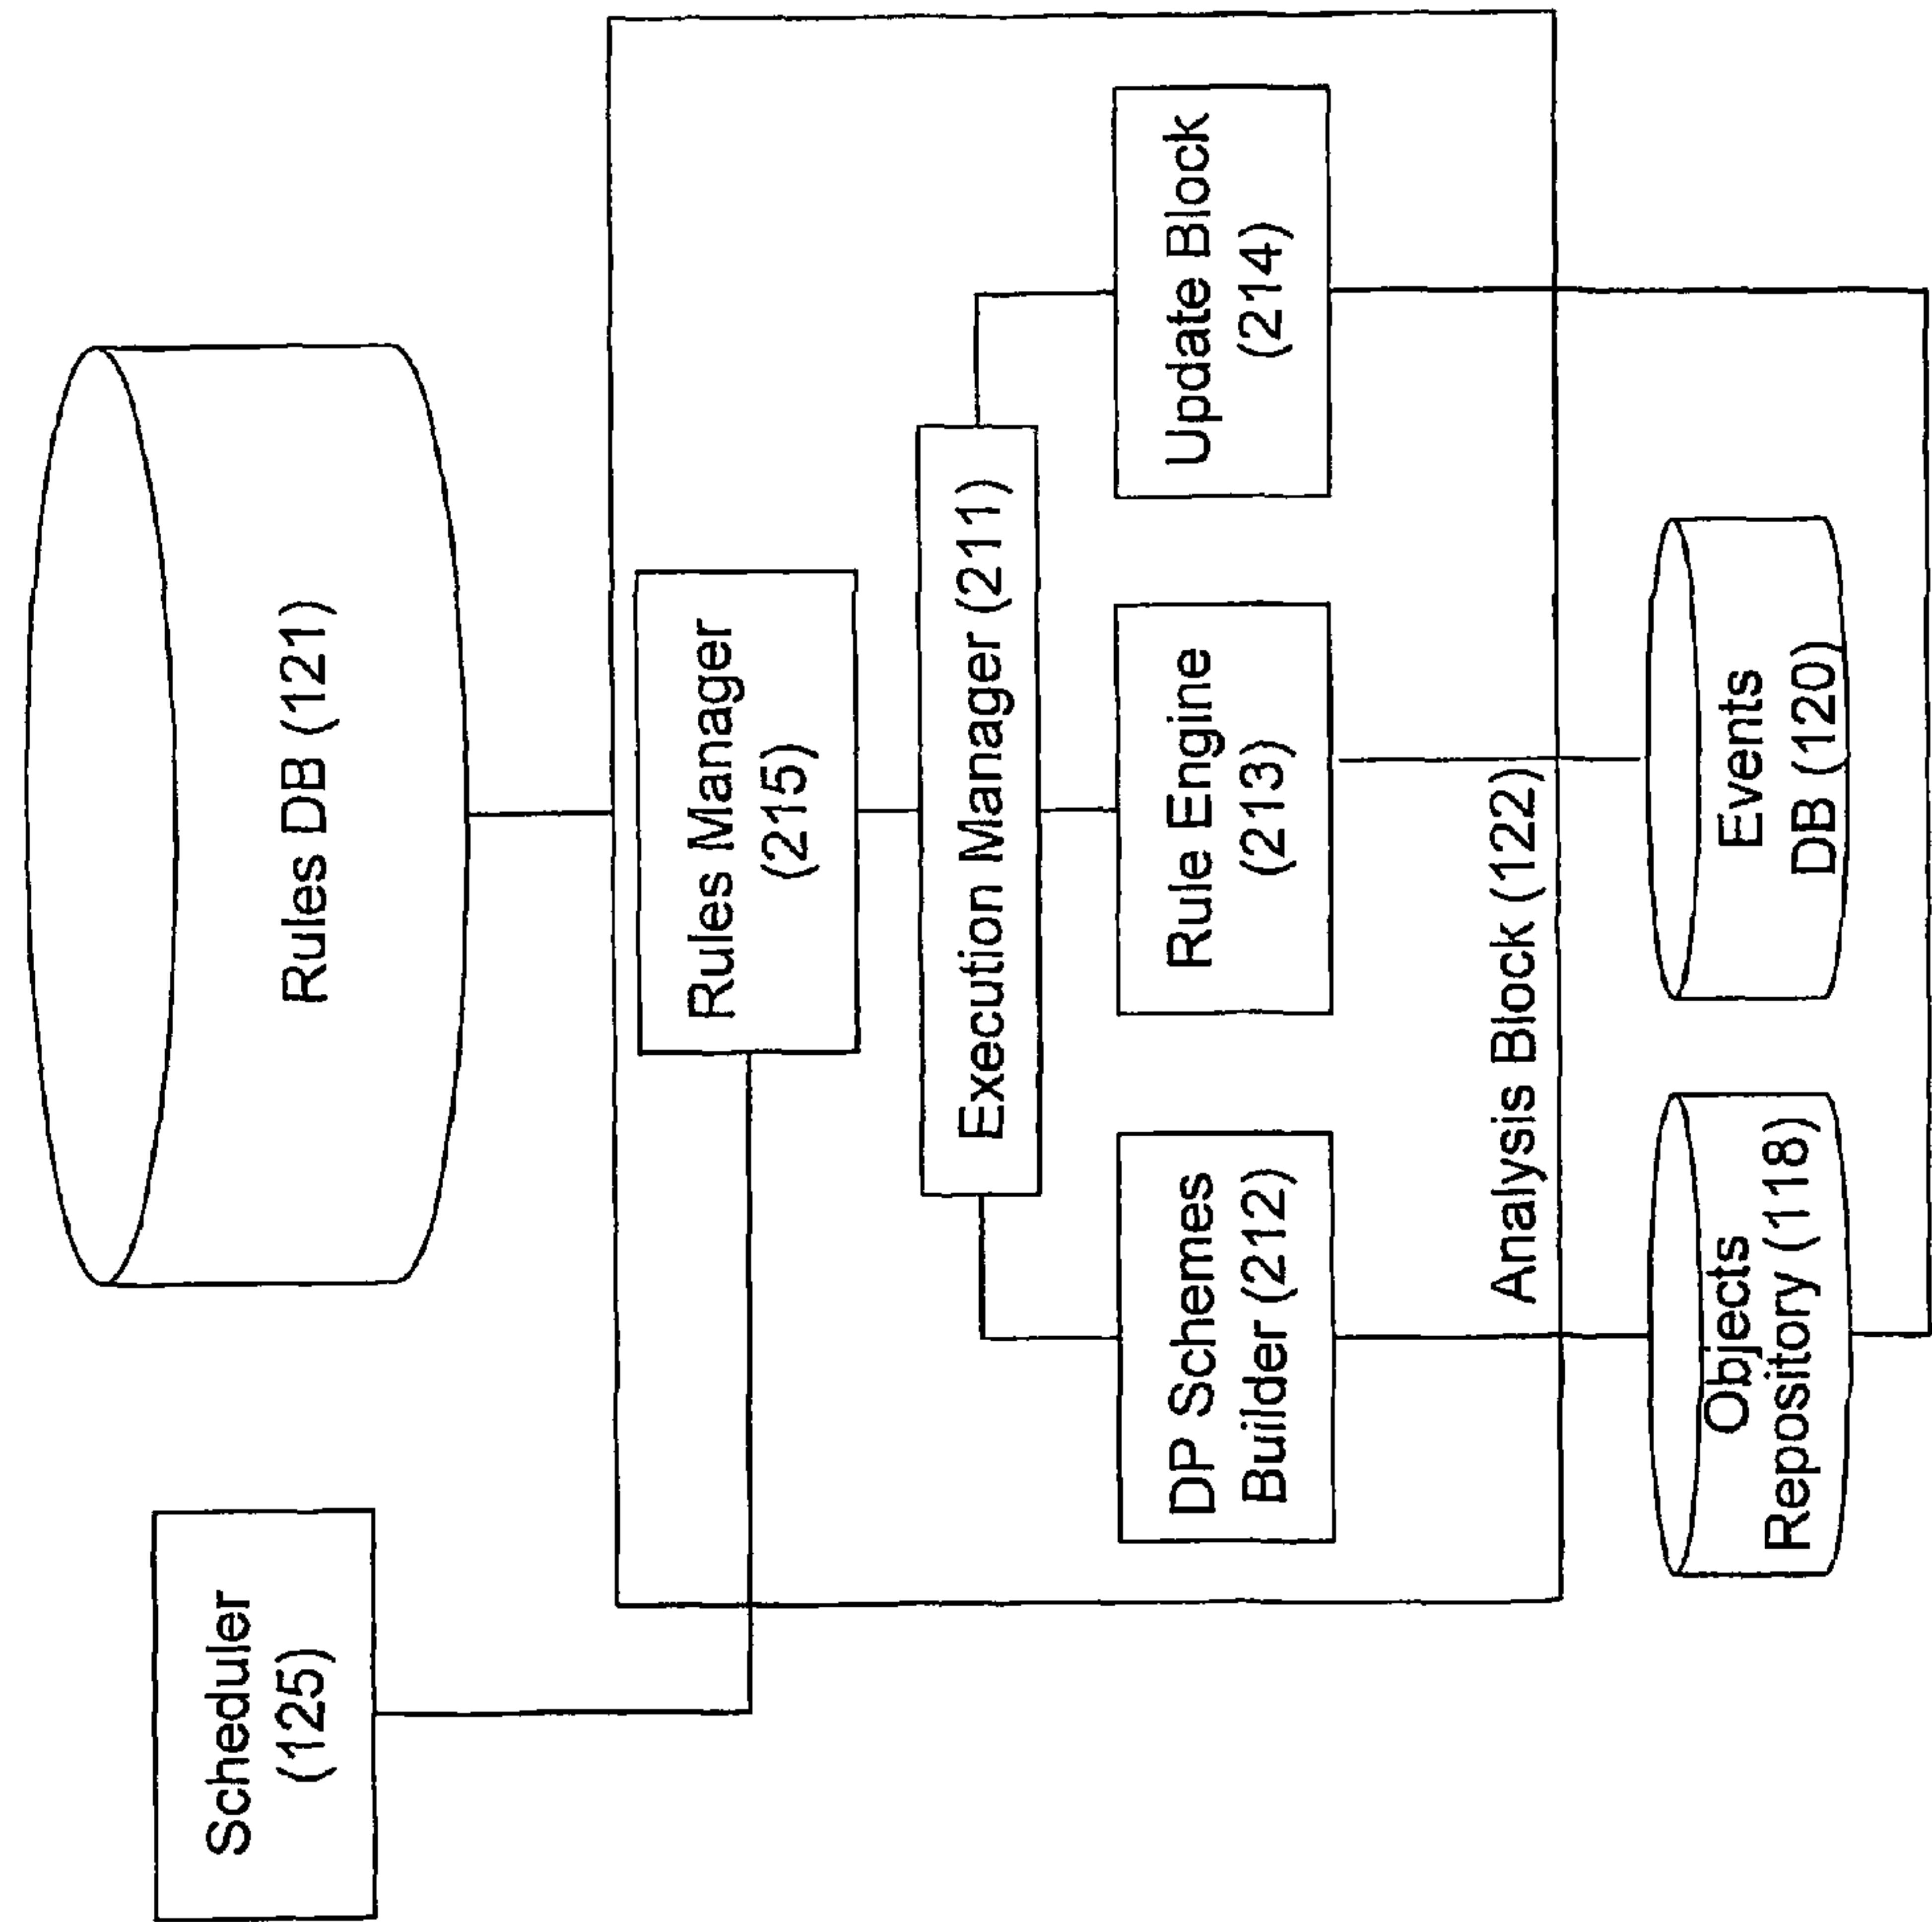 Scheduler
(125)
Rules DB (121)
Rules Manager
(215)
Execution Manager (211)
DP Schemes
Builder (212)
Rule Engine
(213)
Update Block
(214)
Analysis Block (122)
Objects
Repository (118)
Events
DB (120)